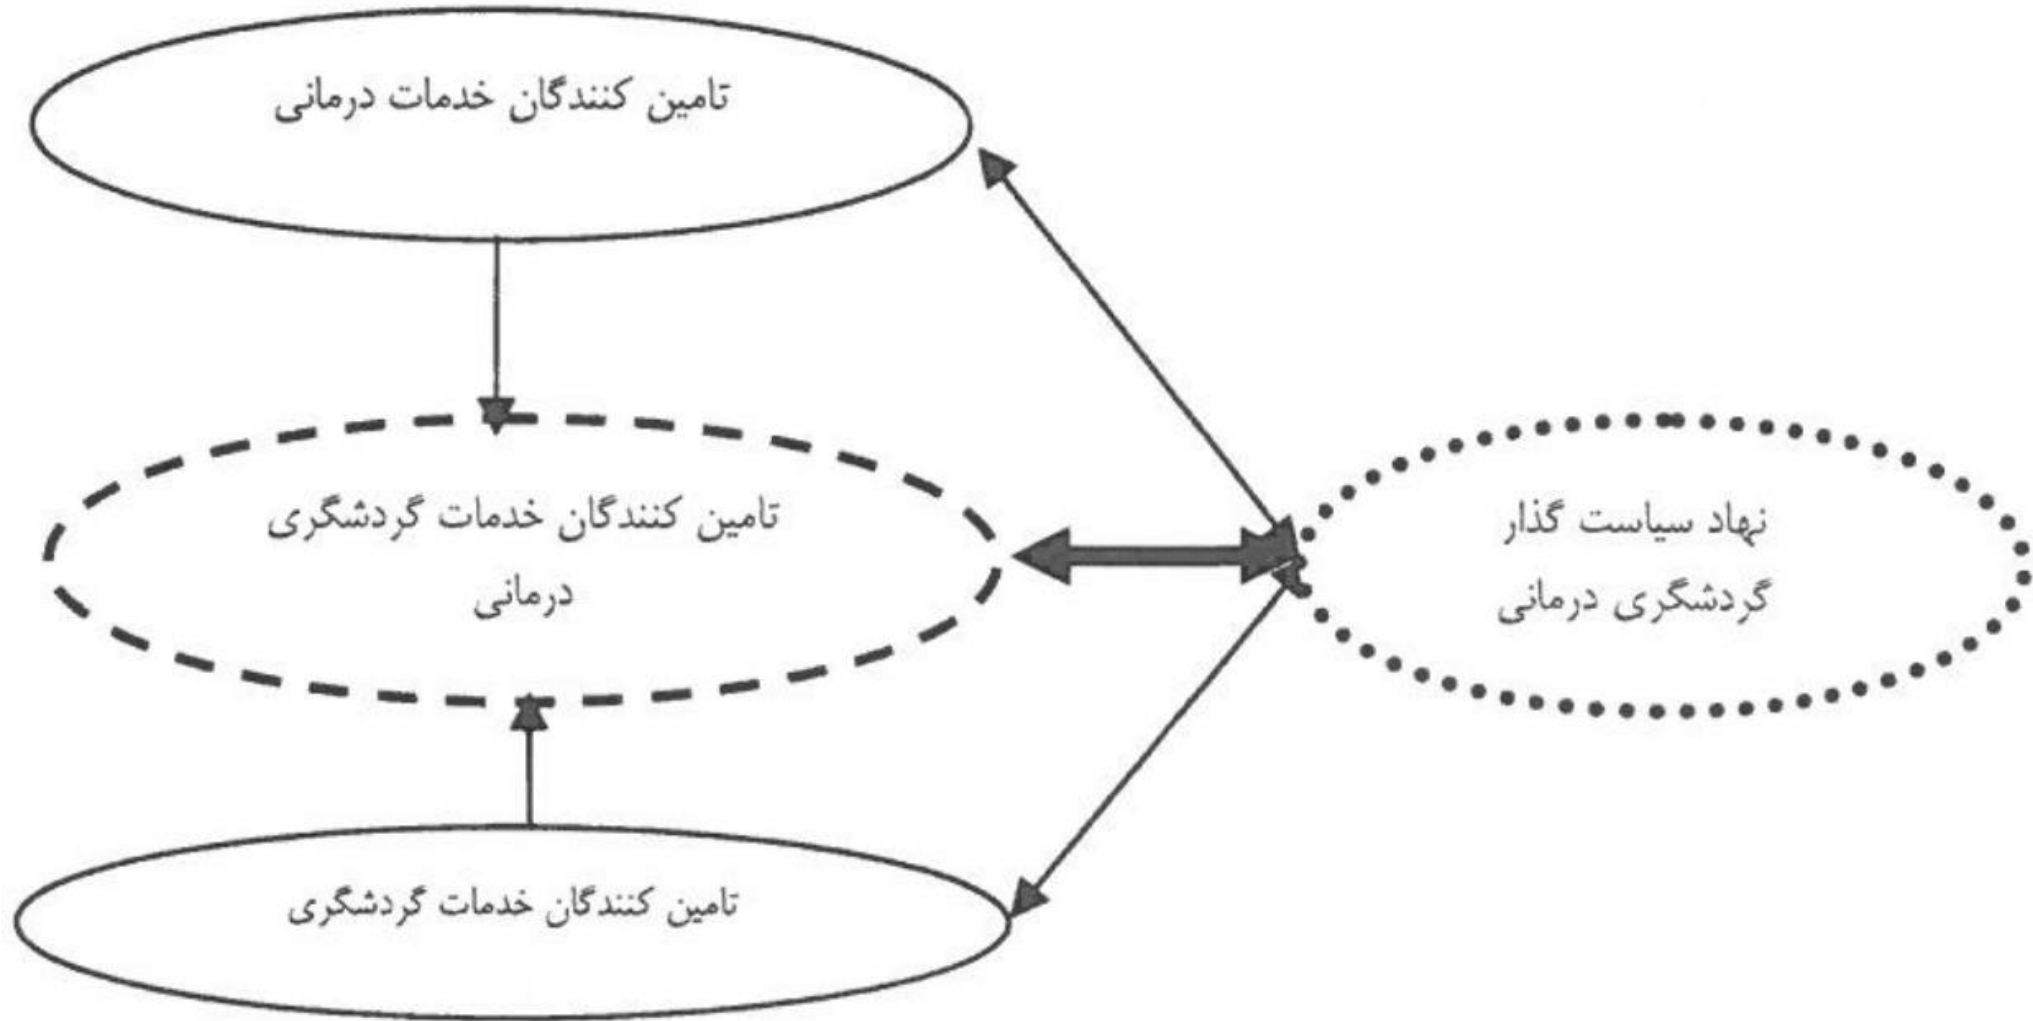 تامین کنندگان خدمات درمانی
تامین کنندگان خدمات گردشگری
درمانی
نهاد سیاست گذار
گردشگری درمانی
تامین کنندگان خدمات گردشگری